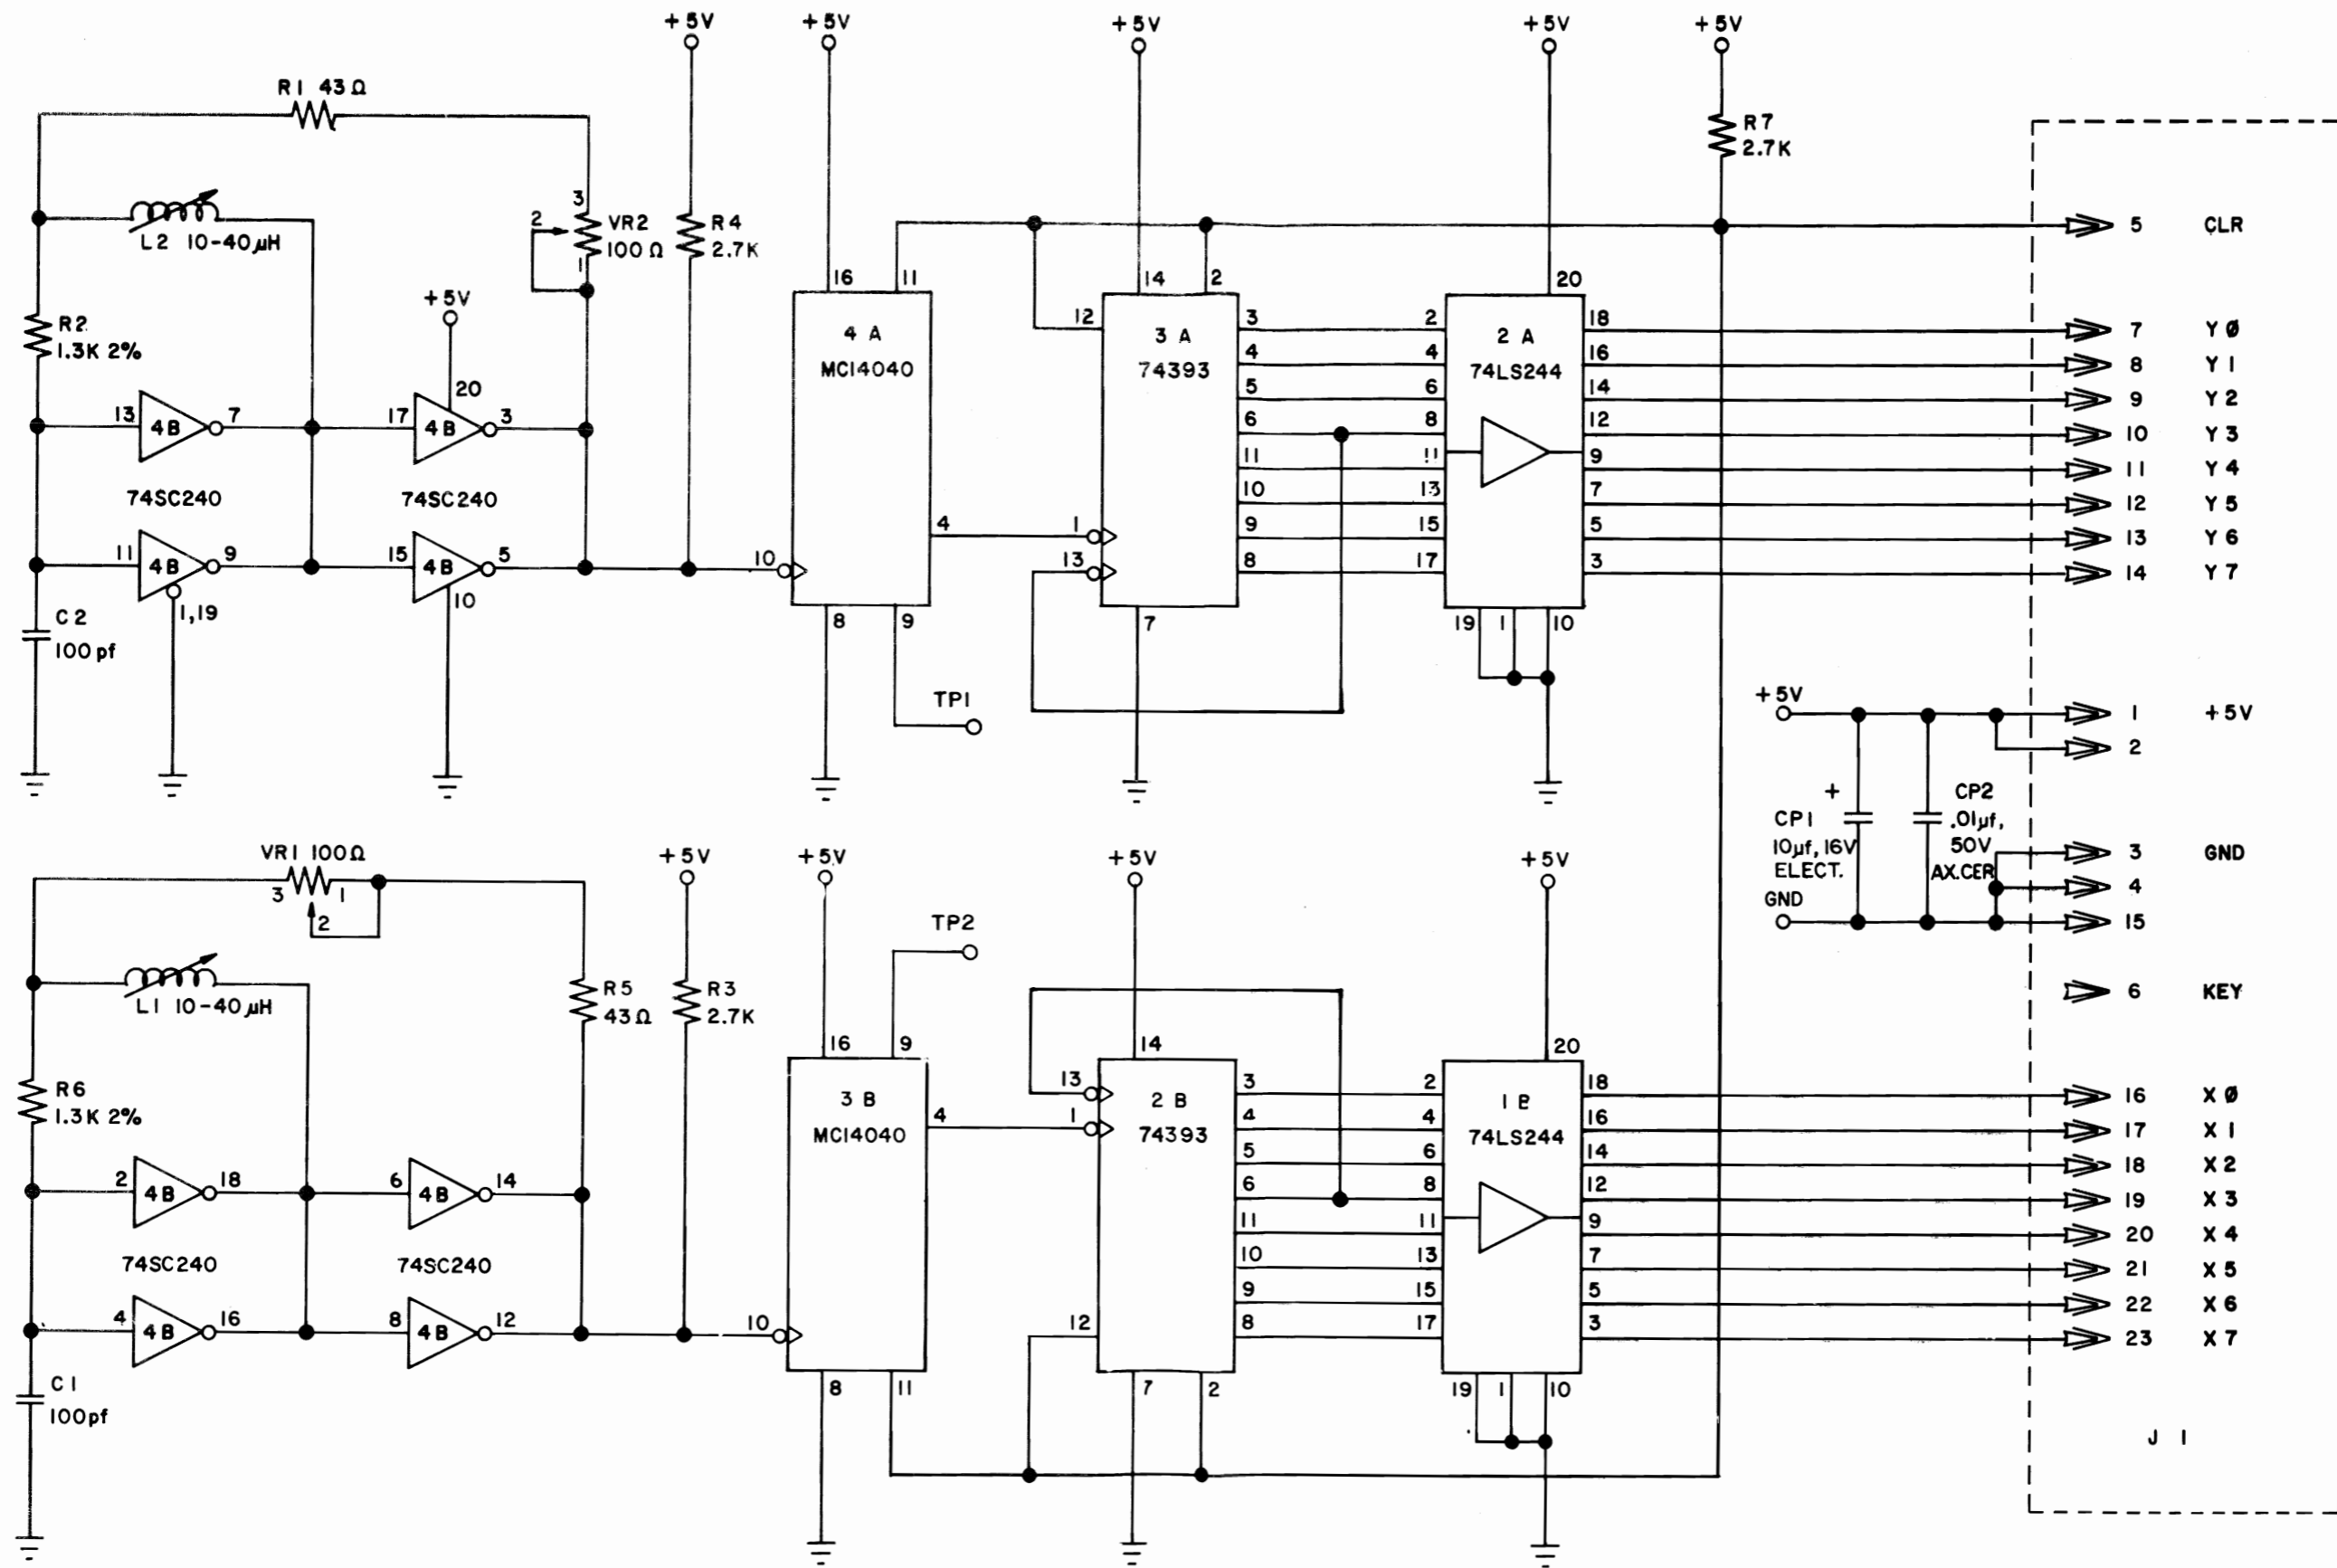 +5V
+5V
+5V
+5V
+5V
R1 43Ω
R7
2.7K
L2 10-40µH
3
2
VR2
100Ω
1
R4
2.7K
5 CLR
16 11
14 2
20
+5V
R2
1.3K 2%
20
4 A
MC14040
12
3 A
74393
2 A
74LS244
3 2 18 7 YØ
4 4 16 8 Y1
5 6 14 9 Y2
6 8 12 10 Y3
11 11 9 11 Y4
10 13 7 12 Y5
9 15 5 13 Y6
8 17 3 14 Y7
13 4B 7
17 4B 3
74SC240
74SC240
11 4B 9
15 4B 5
1,19
10
10
4
1
13
C2
100pf
8 9
7
19 1 10
TP1
+5V
1 +5V
2
+
CP1
10µf,16V
ELECT.
CP2
.01µf,
50V
AX.CER
GND
3 GND
4
15
6 KEY
VR1 100Ω
3 1
2
+5V
+5V
+5V
+5V
TP2
L1 10-40µH
R5
43Ω
R3
2.7K
16 9
14
20
R6
1.3K 2%
3 B
MC14040
4
13
1
2 B
74393
1 B
74LS244
3 2 18 16 XØ
4 4 16 17 X1
5 6 14 18 X2
6 8 12 19 X3
11 11 9 20 X4
10 13 7 21 X5
9 15 5 22 X6
8 17 3 23 X7
2 4B 18
6 4B 14
74SC240
74SC240
4 4B 16
8 4B 12
10
12
C1
100pf
8 11
7 2
19 1 10
J 1